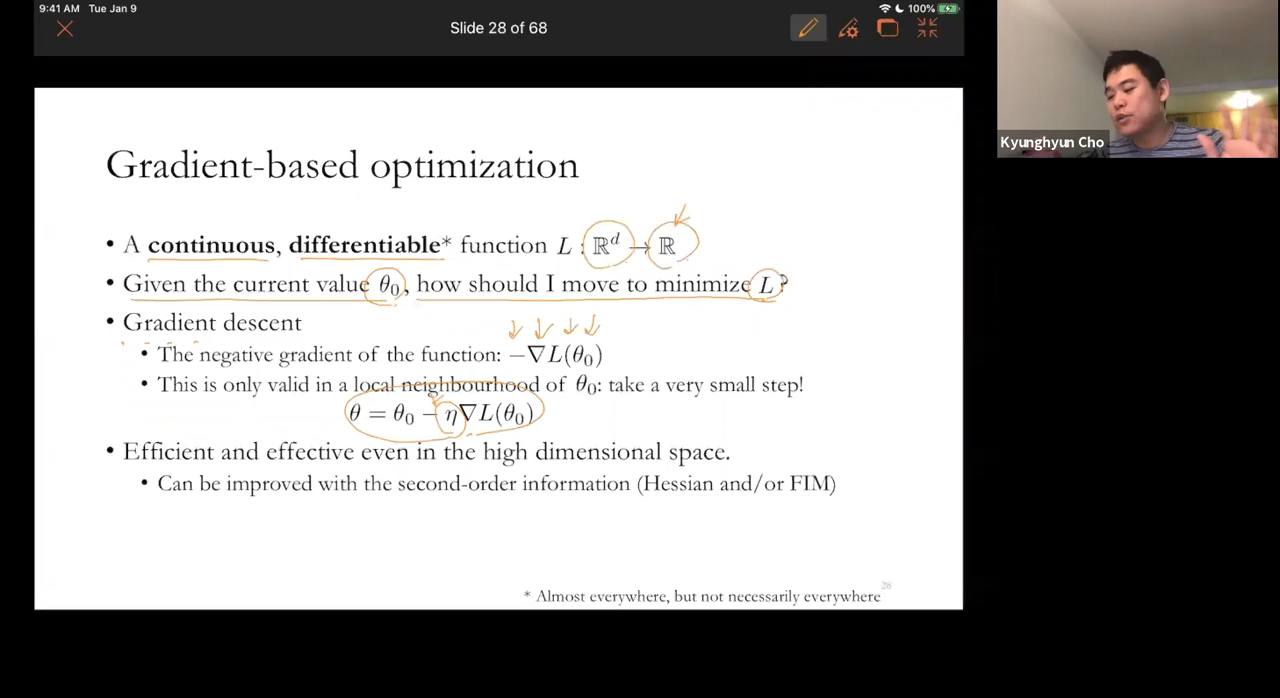 9:41 AM Tue Jan 9
100%
Slide 28 of 68
Kyunghyun Cho
Gradient-based optimization
• A continuous, differentiable* function L : ℝᵈ → ℝ
• Given the current value θ₀, how should I move to minimize L?
• Gradient descent
• The negative gradient of the function: −∇L(θ₀)
• This is only valid in a local neighbourhood of θ₀: take a very small step!
θ = θ₀ − η∇L(θ₀)
• Efficient and effective even in the high dimensional space.
• Can be improved with the second-order information (Hessian and/or FIM)
28
* Almost everywhere, but not necessarily everywhere